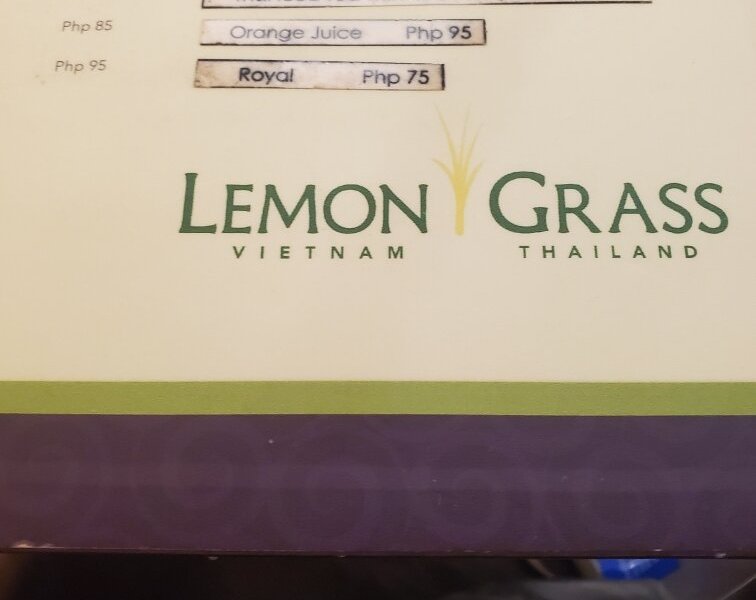 Php 85
Orange Juice Php 95
Php 95
Royal Php 75
LEMON GRASS
VIETNAM THAILAND